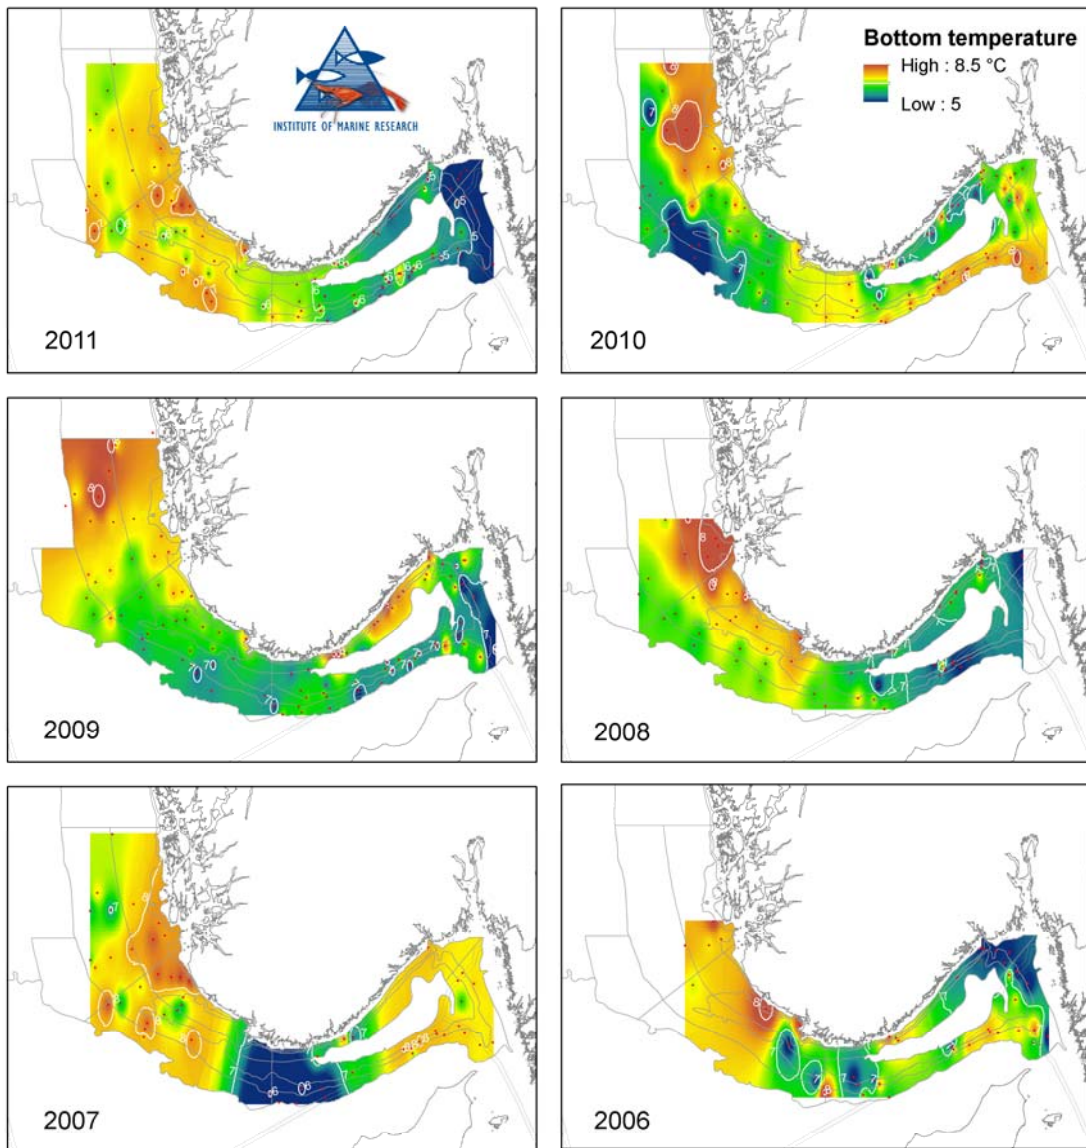 INSTITUTE OF MARINE RESEARCH
2011
Bottom temperature
High : 8.5 °C
Low : 5
2010
2009
2008
2007
2006